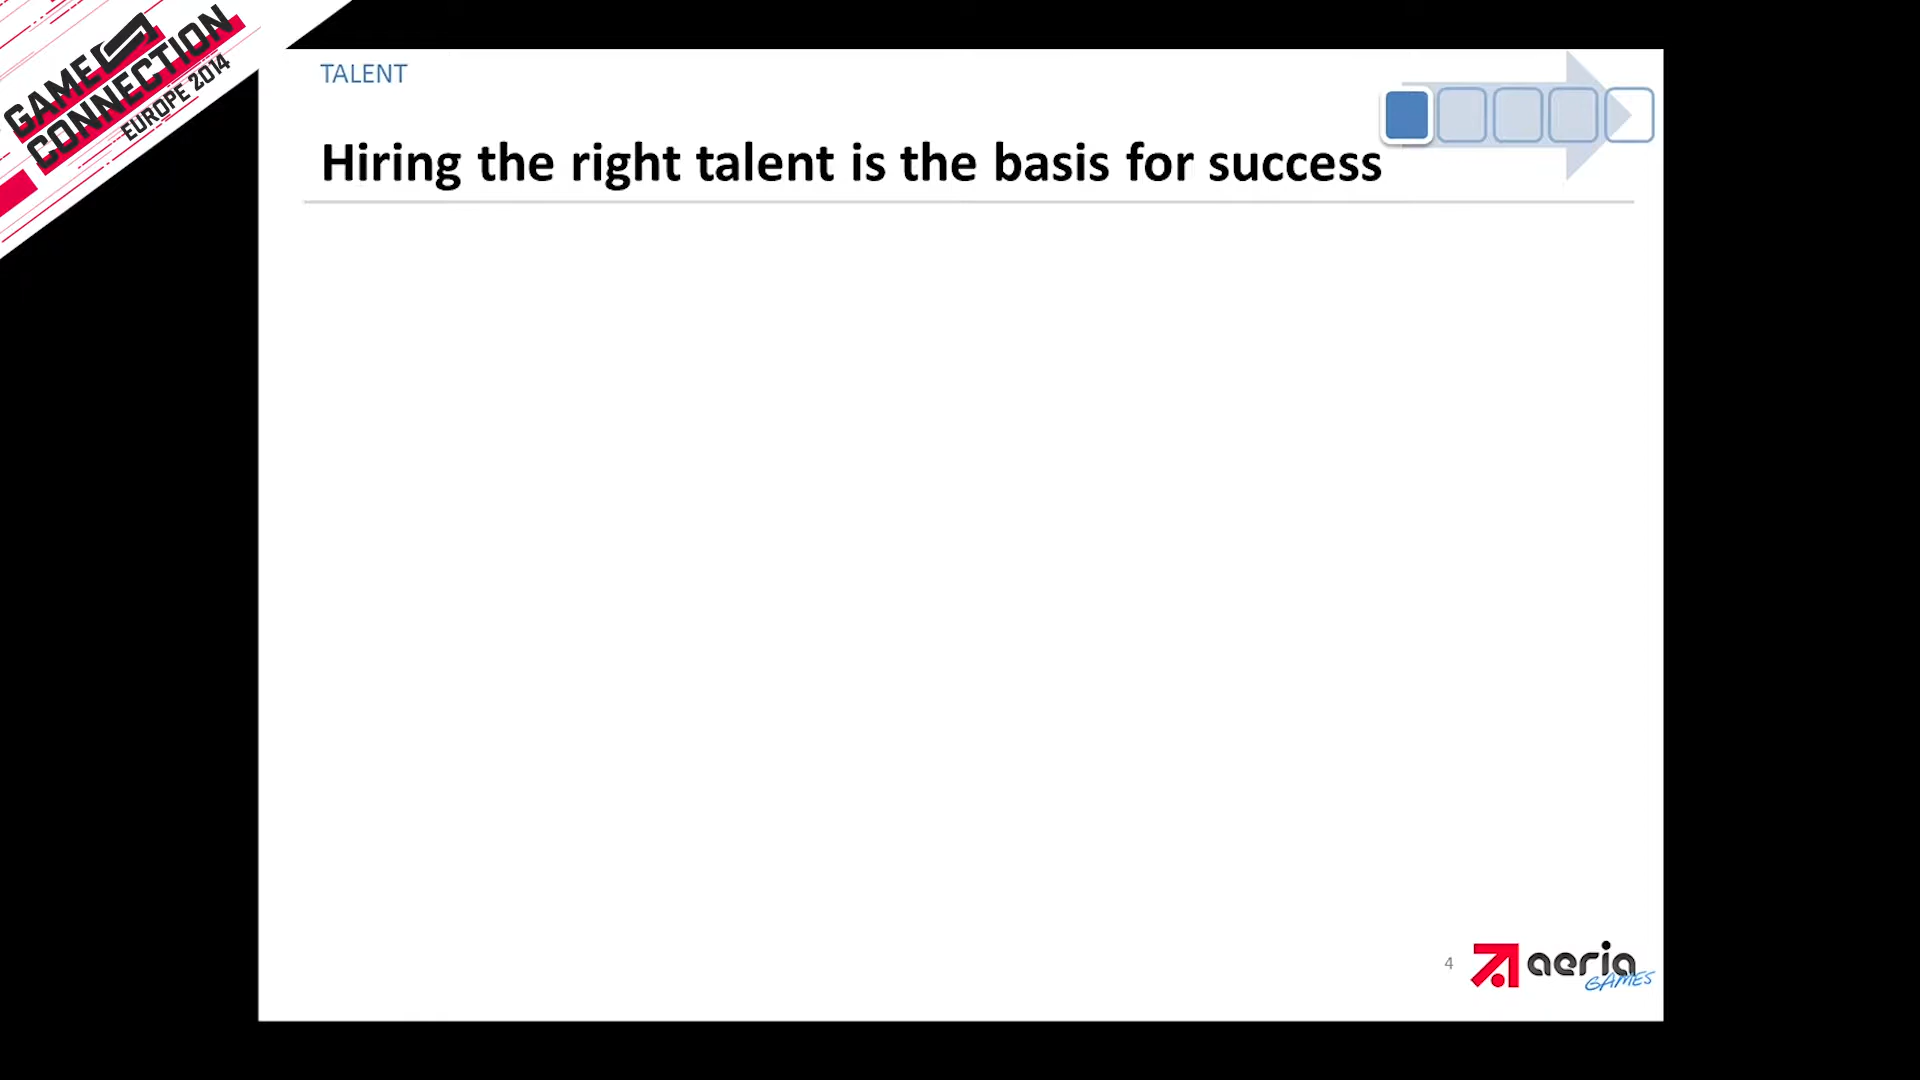 GAME
CONNECTION
EUROPE 2014
TALENT
Hiring the right talent is the basis for success
4
aeria
GAMES